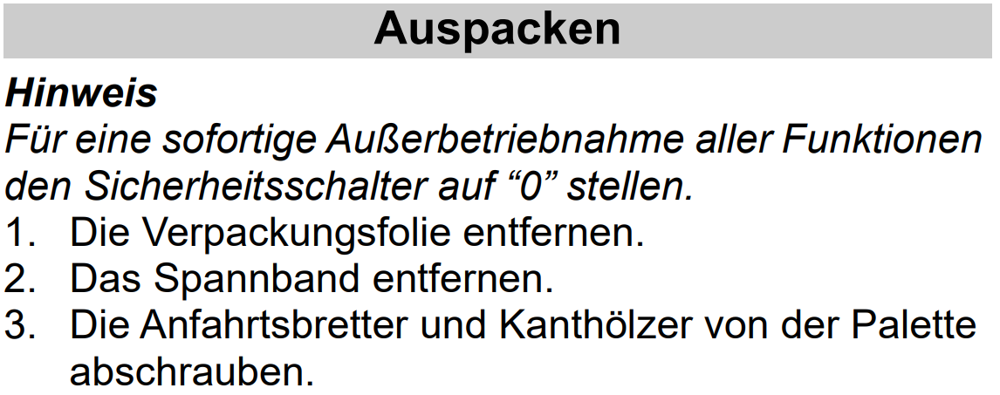 Auspacken
Hinweis
Für eine sofortige Außerbetriebnahme aller Funktionen
den Sicherheitsschalter auf “0” stellen.
1. Die Verpackungsfolie entfernen.
2. Das Spannband entfernen.
3. Die Anfahrtsbretter und Kanthölzer von der Palette
abschrauben.